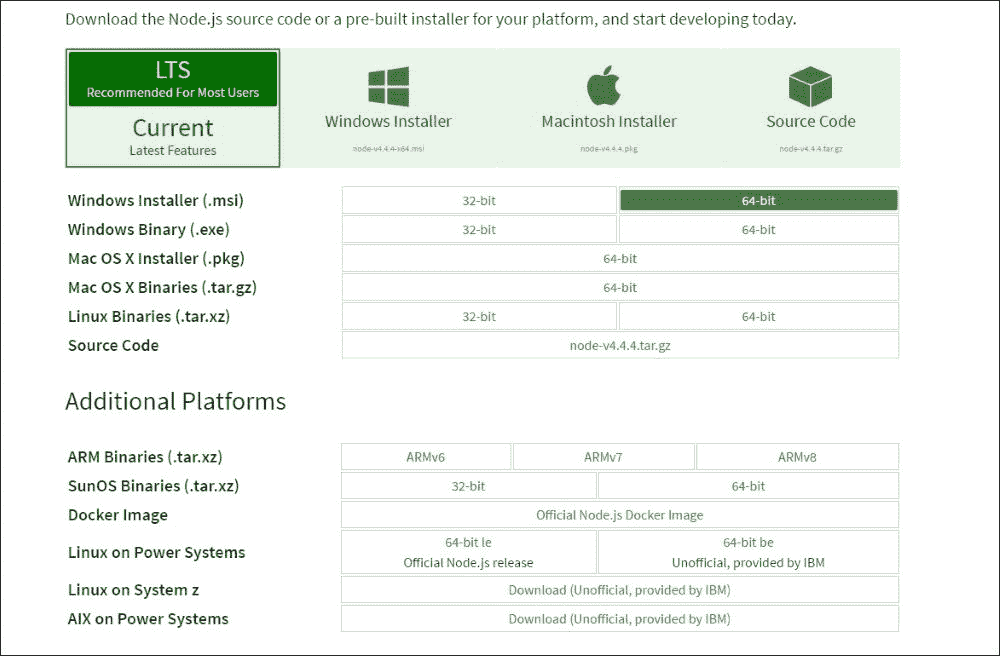 Download the Node.js source code or a pre-built installer for your platform, and start developing today.
LTS
Recommended For Most Users
Current
Latest Features
Windows Installer
node-v4.4.4-x64.msi
Macintosh Installer
node-v4.4.4.pkg
Source Code
node-v4.4.4.tar.gz
Windows Installer (.msi) 32-bit 64-bit
Windows Binary (.exe) 32-bit 64-bit
Mac OS X Installer (.pkg) 64-bit
Mac OS X Binaries (.tar.gz) 64-bit
Linux Binaries (.tar.xz) 32-bit 64-bit
Source Code node-v4.4.4.tar.gz
Additional Platforms
ARM Binaries (.tar.xz) ARMv6 ARMv7 ARMv8
SunOS Binaries (.tar.xz) 32-bit 64-bit
Docker Image Official Node.js Docker Image
Linux on Power Systems
64-bit le
Official Node.js release
64-bit be
Unofficial, provided by IBM
Linux on System z Download (Unofficial, provided by IBM)
AIX on Power Systems Download (Unofficial, provided by IBM)